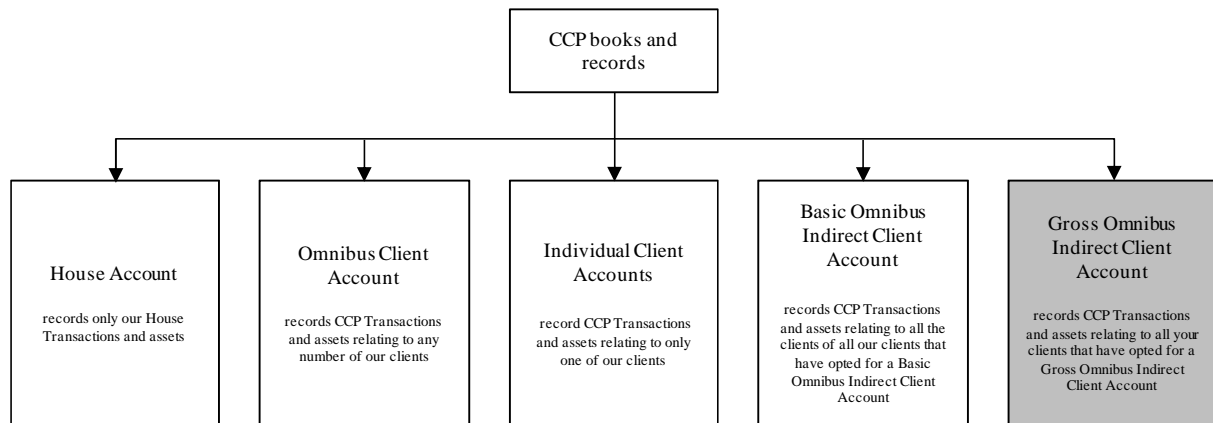 CCP books and
records
House Account
records only our House
Transactions and assets
Omnibus Client
Account
records CCP Transactions
and assets relating to any
number of our clients
Individual Client
Accounts
record CCP Transactions
and assets relating to only
one of our clients
Basic Omnibus
Indirect Client
Account
records CCP Transactions
and assets relating to all the
clients of all our clients that
have opted for a Basic
Omnibus Indirect Client
Account
Gross Omnibus
Indirect Client
Account
records CCP Transactions
and assets relating to all your
clients that have opted for a
Gross Omnibus Indirect
Client Account